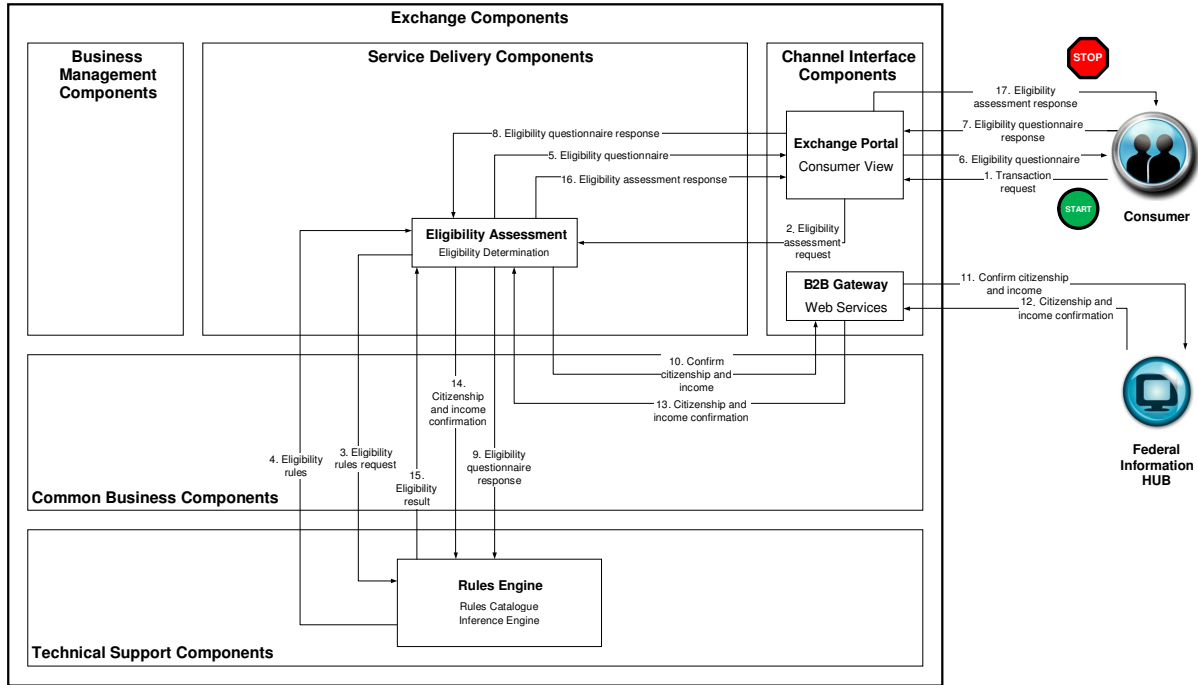 Exchange Components
Business
Management
Components
Service Delivery Components
Channel Interface
Components
STOP
17. Eligibility
assessment response
8. Eligibility questionnaire response
7. Eligibility questionnaire
response
Exchange Portal
Consumer View
5. Eligibility questionnaire
6. Eligibility questionnaire
16. Eligibility assessment response
1. Transaction
request
START
Consumer
2. Eligibility
assessment
request
Eligibility Assessment
Eligibility Determination
B2B Gateway
Web Services
11. Confirm citizenship
and income
12. Citizenship and
income confirmation
10. Confirm
citizenship and
income
13. Citizenship and
income confirmation
14.
Citizenship
and income
confirmation
4. Eligibility
rules
3. Eligibility
rules request
15.
Eligibility
result
9. Eligibility
questionnaire
response
Federal
Information
HUB
Common Business Components
Rules Engine
Rules Catalogue
Inference Engine
Technical Support Components